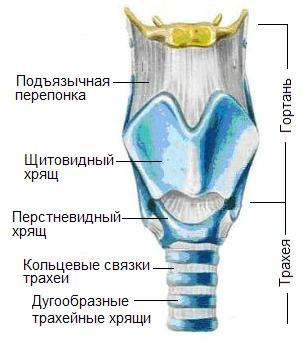 Подъязычная
перепонка
Щитовидный
хрящ
Перстневидный
хрящ
Кольцевые связки
трахеи
Дугообразные
трахейные хрящи
Гортань
Трахея